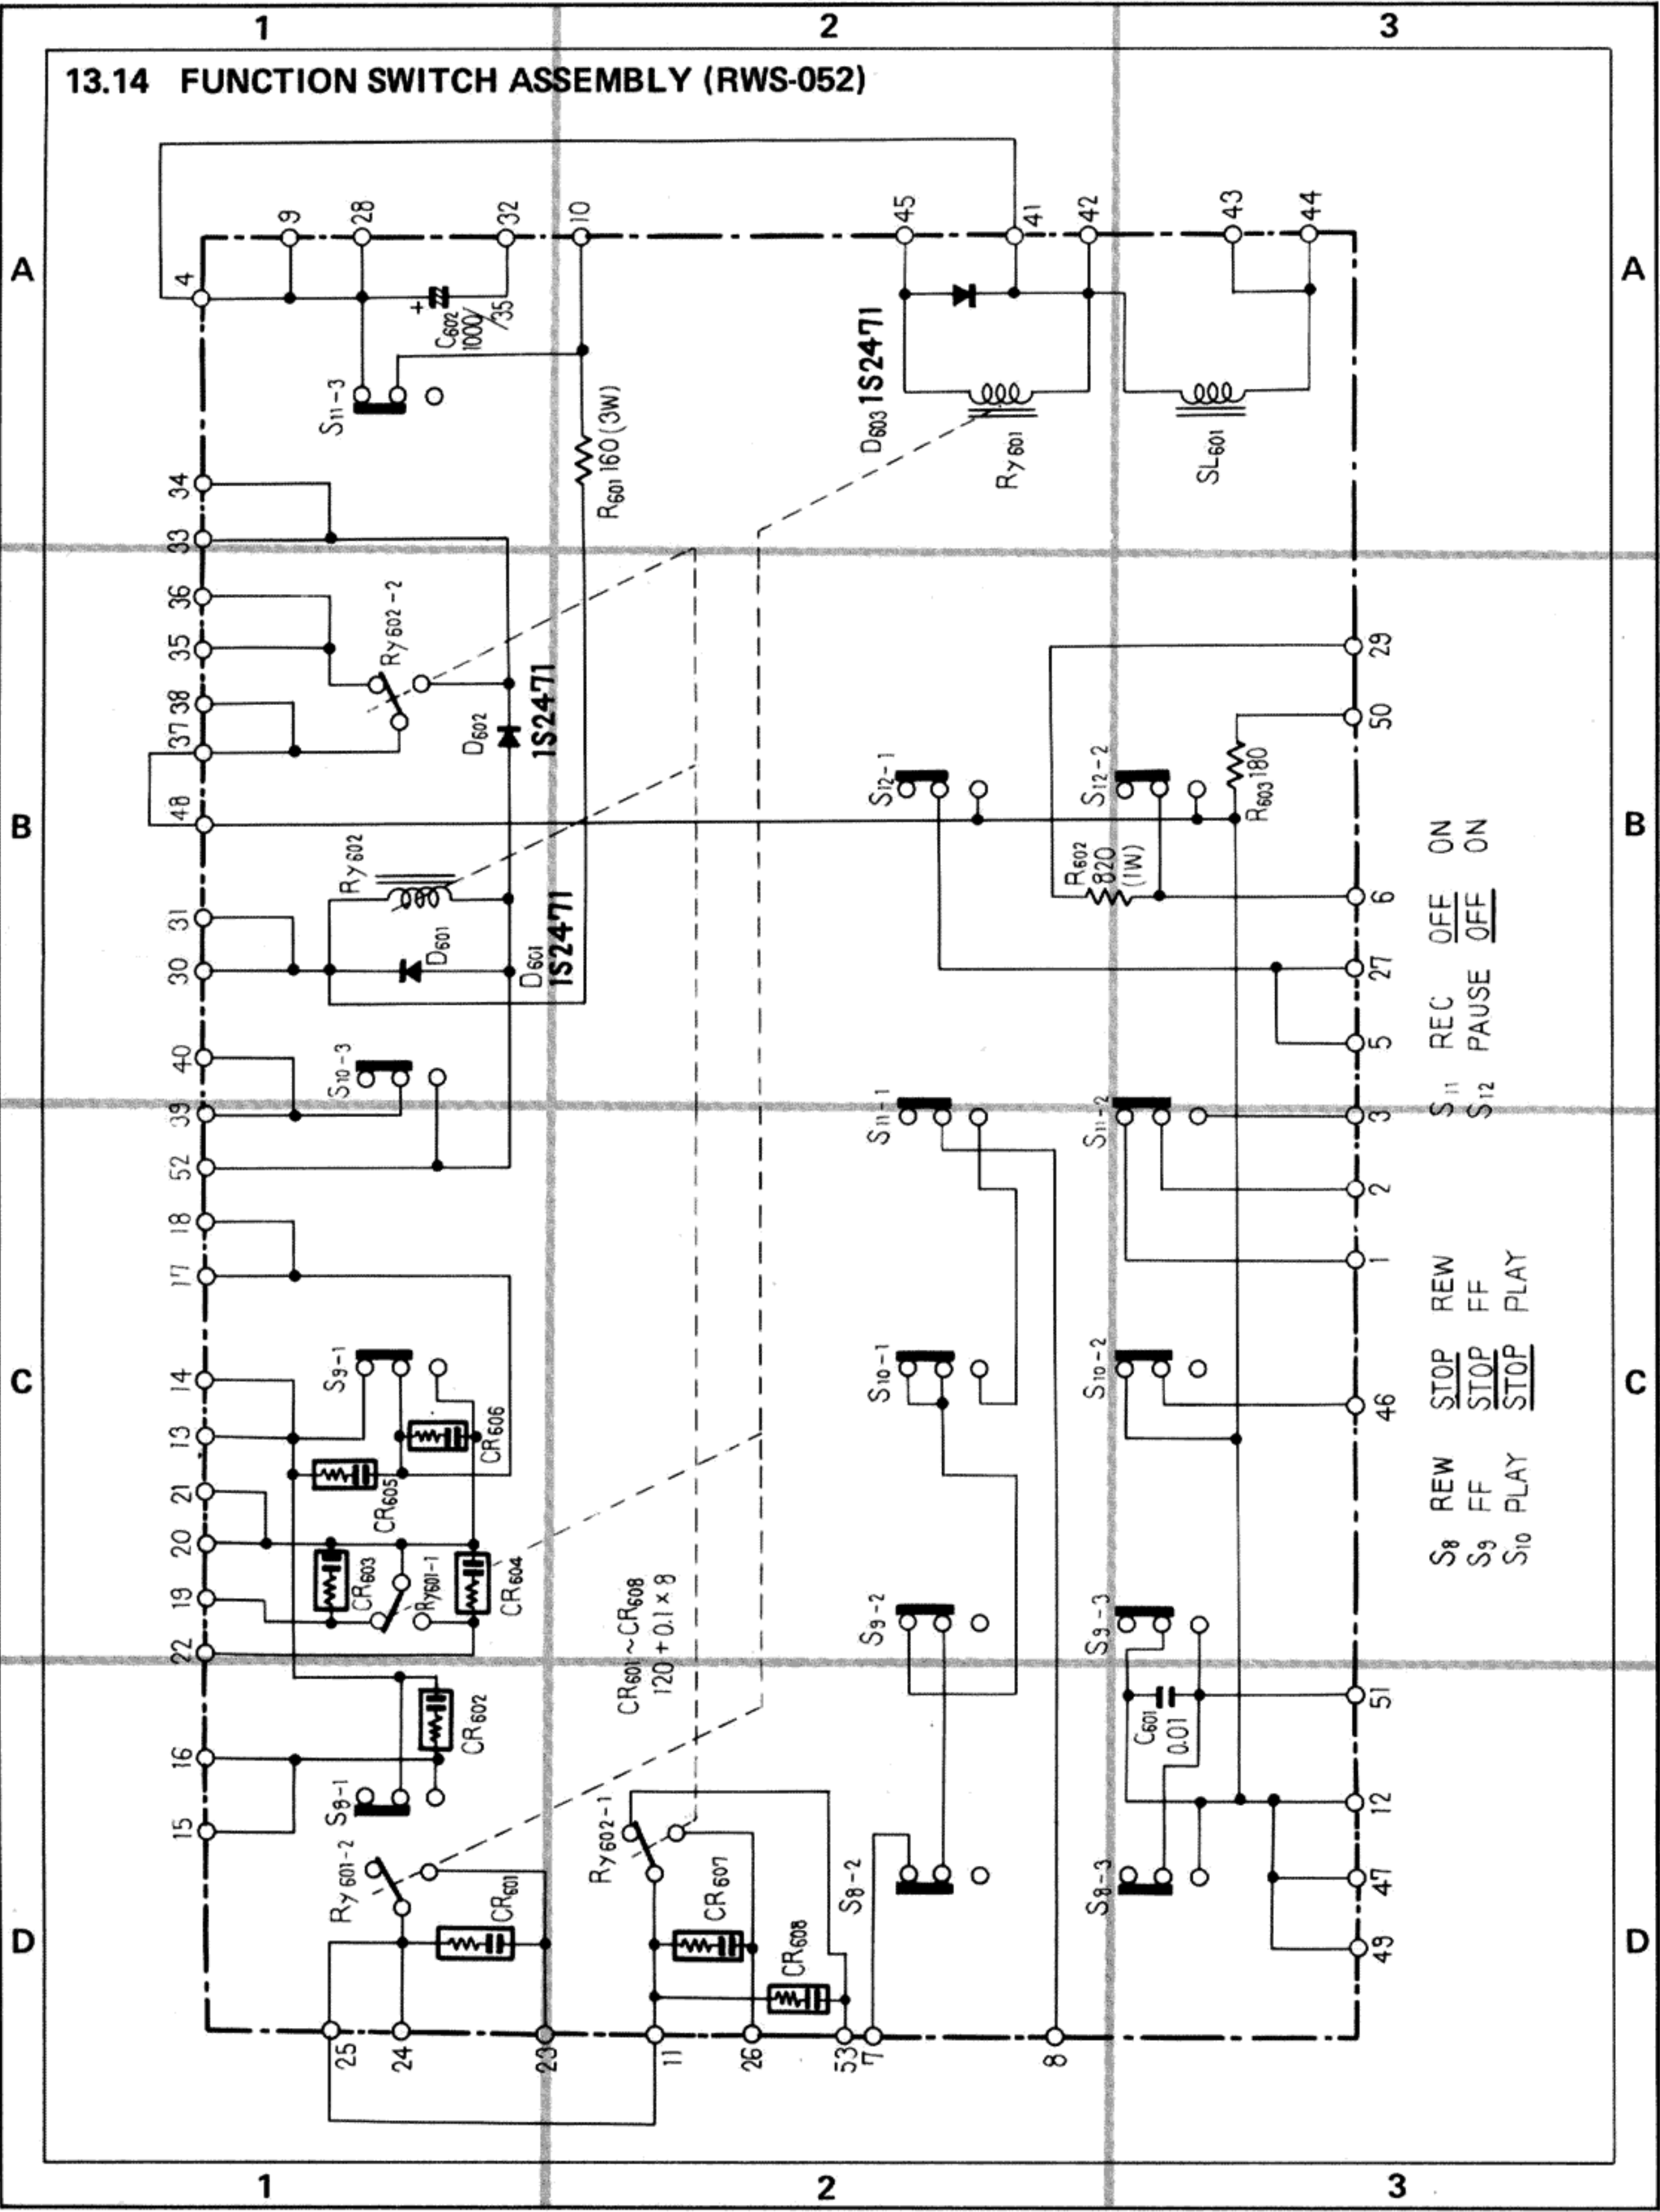 1 2 3
13.14 FUNCTION SWITCH ASSEMBLY (RWS-052)
A A
4 9 28 32 10 45 41 42 43 44
+
C602
1000/35
S11-3
R601 160 (3W)
D603 1S2471
Ry601
SL601
34
33
36
35
38
37
48
Ry602-2
D602
1S2471
B B
Ry602
31
30
D601
D601
1S2471
40
39
52
S10-3
S12-1
S12-2
R603 180
R602
820
(1W)
29
50
6
27
5
3
2
1
46
S11-1
S11-2
S11 REC OFF ON
S12 PAUSE OFF ON
18
17
14
13
21
20
19
22
C C
S9-1
CR606
CR605
CR603
Ry601-1
CR604
CR601~CR608
120+0.1×8
S10-1
S10-2
S9-2
S9-3
S8 REW STOP REW
S9 FF STOP FF
S10 PLAY STOP PLAY
16
15
CR602
S8-1
Ry601-2
CR601
Ry602-1
CR607
CR608
S8-2
C601
0.01
S8-3
51
12
47
49
D D
25 24 23 11 26 53 7 8
1 2 3